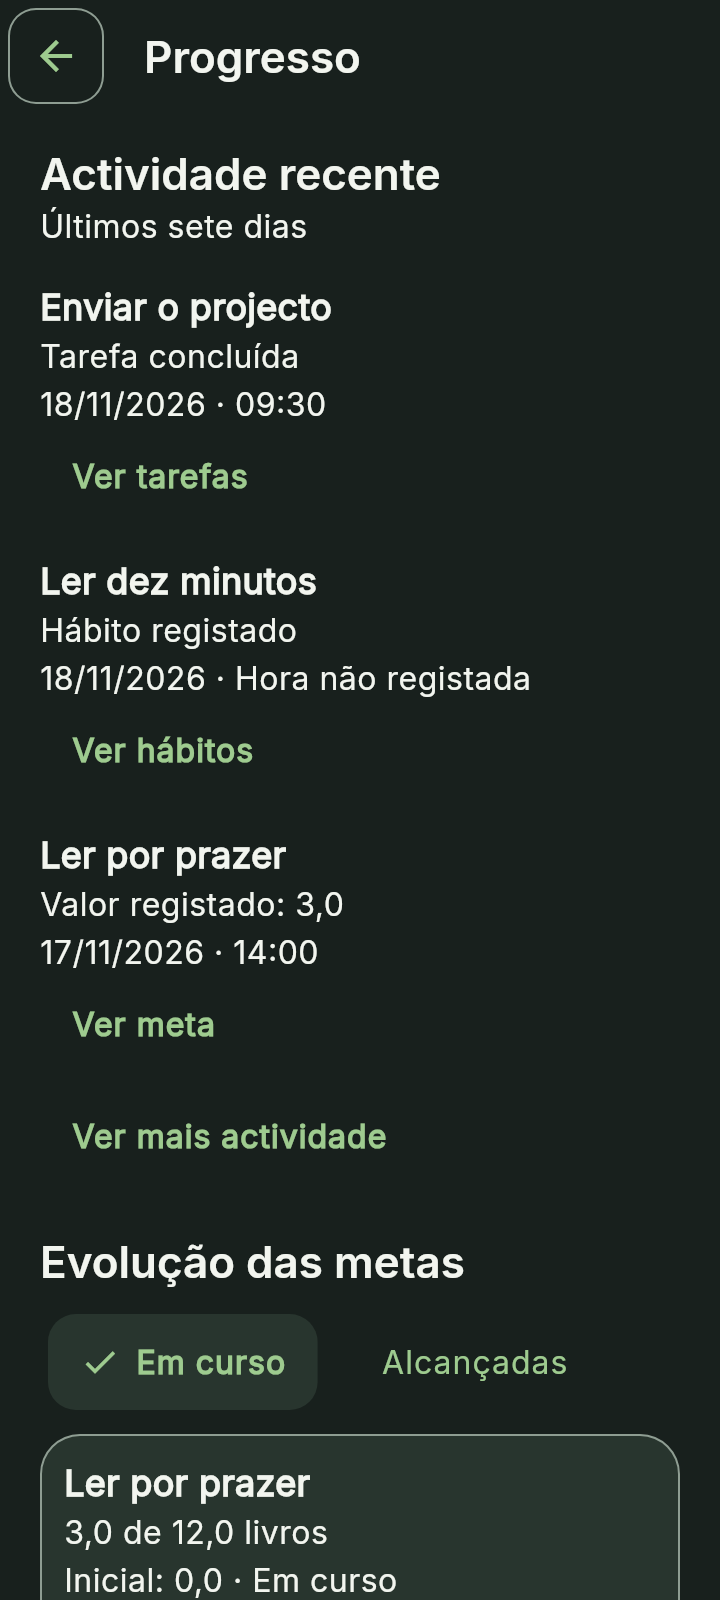 Progresso
Actividade recente
Últimos sete dias
Enviar o projecto
Tarefa concluída
18/11/2026 · 09:30
Ver tarefas
Ler dez minutos
Hábito registado
18/11/2026 · Hora não registada
Ver hábitos
Ler por prazer
Valor registado: 3,0
17/11/2026 · 14:00
Ver meta
Ver mais actividade
Evolução das metas
Em curso
Alcançadas
Ler por prazer
3,0 de 12,0 livros
Inicial: 0,0 · Em curso